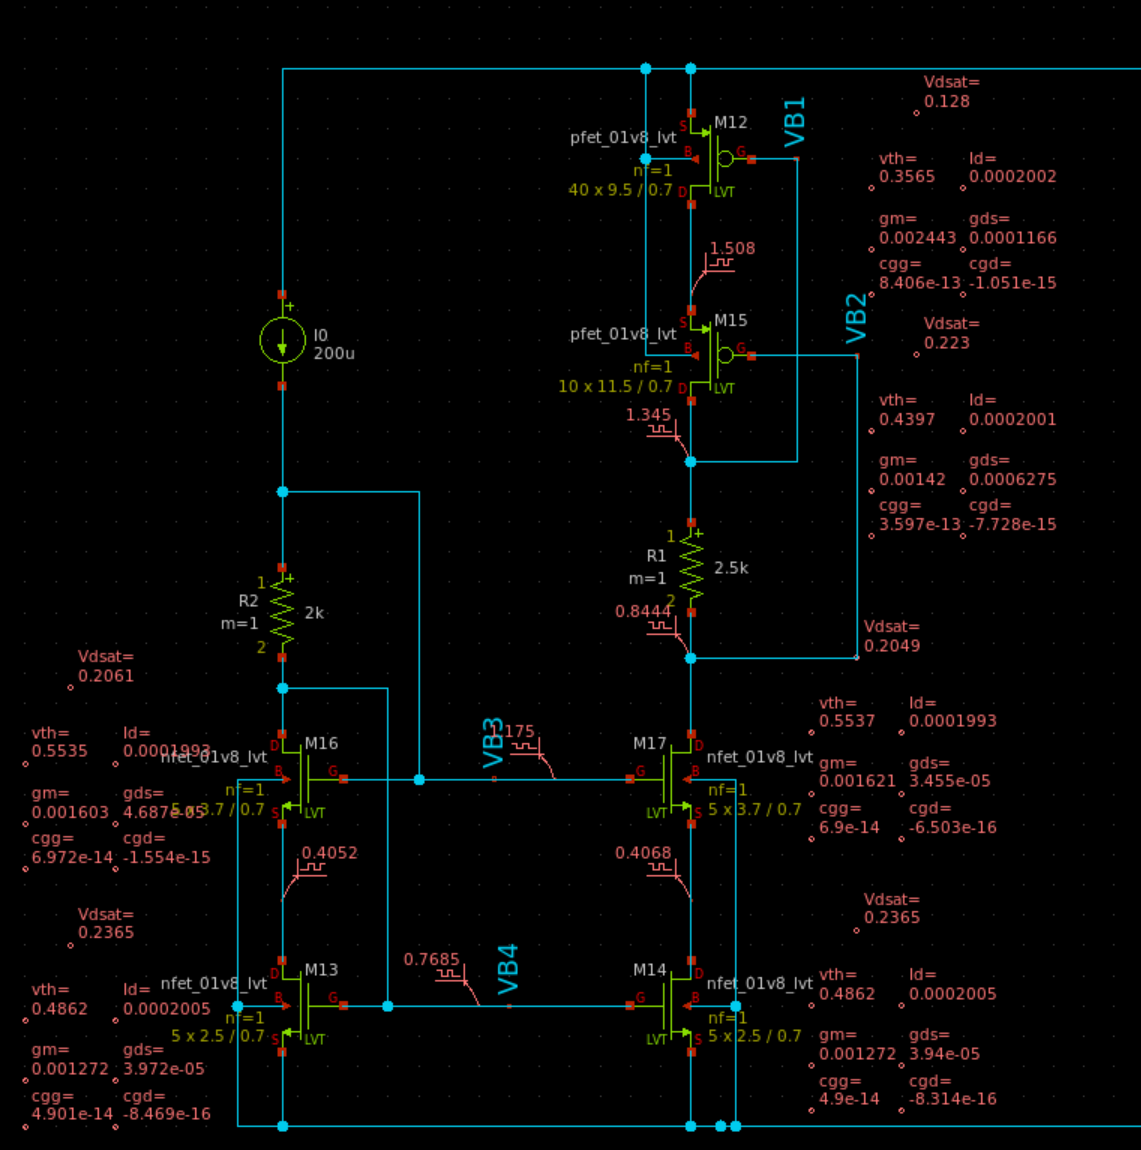 Vdsat=
0.128
VB1
S
M12
pfet_01v8_lvt
B
G
nf=1
40 x 9.5 / 0.7
D
LVT
vth=
Id=
0.3565
0.0002002
gm=
gds=
0.002443
0.0001166
cgg=
cgd=
8.406e-13
-1.051e-15
1.508
VB2
S
M15
pfet_01v8_lvt
B
G
nf=1
10 x 11.5 / 0.7
D
LVT
Vdsat=
0.223
+
I0
200u
1.345
vth=
Id=
0.4397
0.0002001
gm=
gds=
0.00142
0.0006275
cgg=
cgd=
3.597e-13
-7.728e-15
1
+
R1
m=1
2.5k
2
0.8444
1
+
R2
m=1
2k
2
Vdsat=
0.2049
Vdsat=
0.2061
vth=
Id=
0.5535
0.0001993
nfet_01v8_lvt
D
M16
B
G
nf=1
5 x 3.7 / 0.7
S
LVT
gm=
gds=
0.001603
4.687e-05
cgg=
cgd=
6.972e-14
-1.554e-15
VB3
1.175
M17
D
nfet_01v8_lvt
G
B
nf=1
5 x 3.7 / 0.7
LVT
S
vth=
Id=
0.5537
0.0001993
gm=
gds=
0.001621
3.455e-05
cgg=
cgd=
6.9e-14
-6.503e-16
0.4052
0.4068
Vdsat=
0.2365
Vdsat=
0.2365
0.7685
VB4
nfet_01v8_lvt
D
M13
B
G
nf=1
5 x 2.5 / 0.7
S
LVT
vth=
Id=
0.4862
0.0002005
gm=
gds=
0.001272
3.972e-05
cgg=
cgd=
4.901e-14
-8.469e-16
M14
D
nfet_01v8_lvt
G
B
nf=1
5 x 2.5 / 0.7
LVT
S
vth=
Id=
0.4862
0.0002005
gm=
gds=
0.001272
3.94e-05
cgg=
cgd=
4.9e-14
-8.314e-16